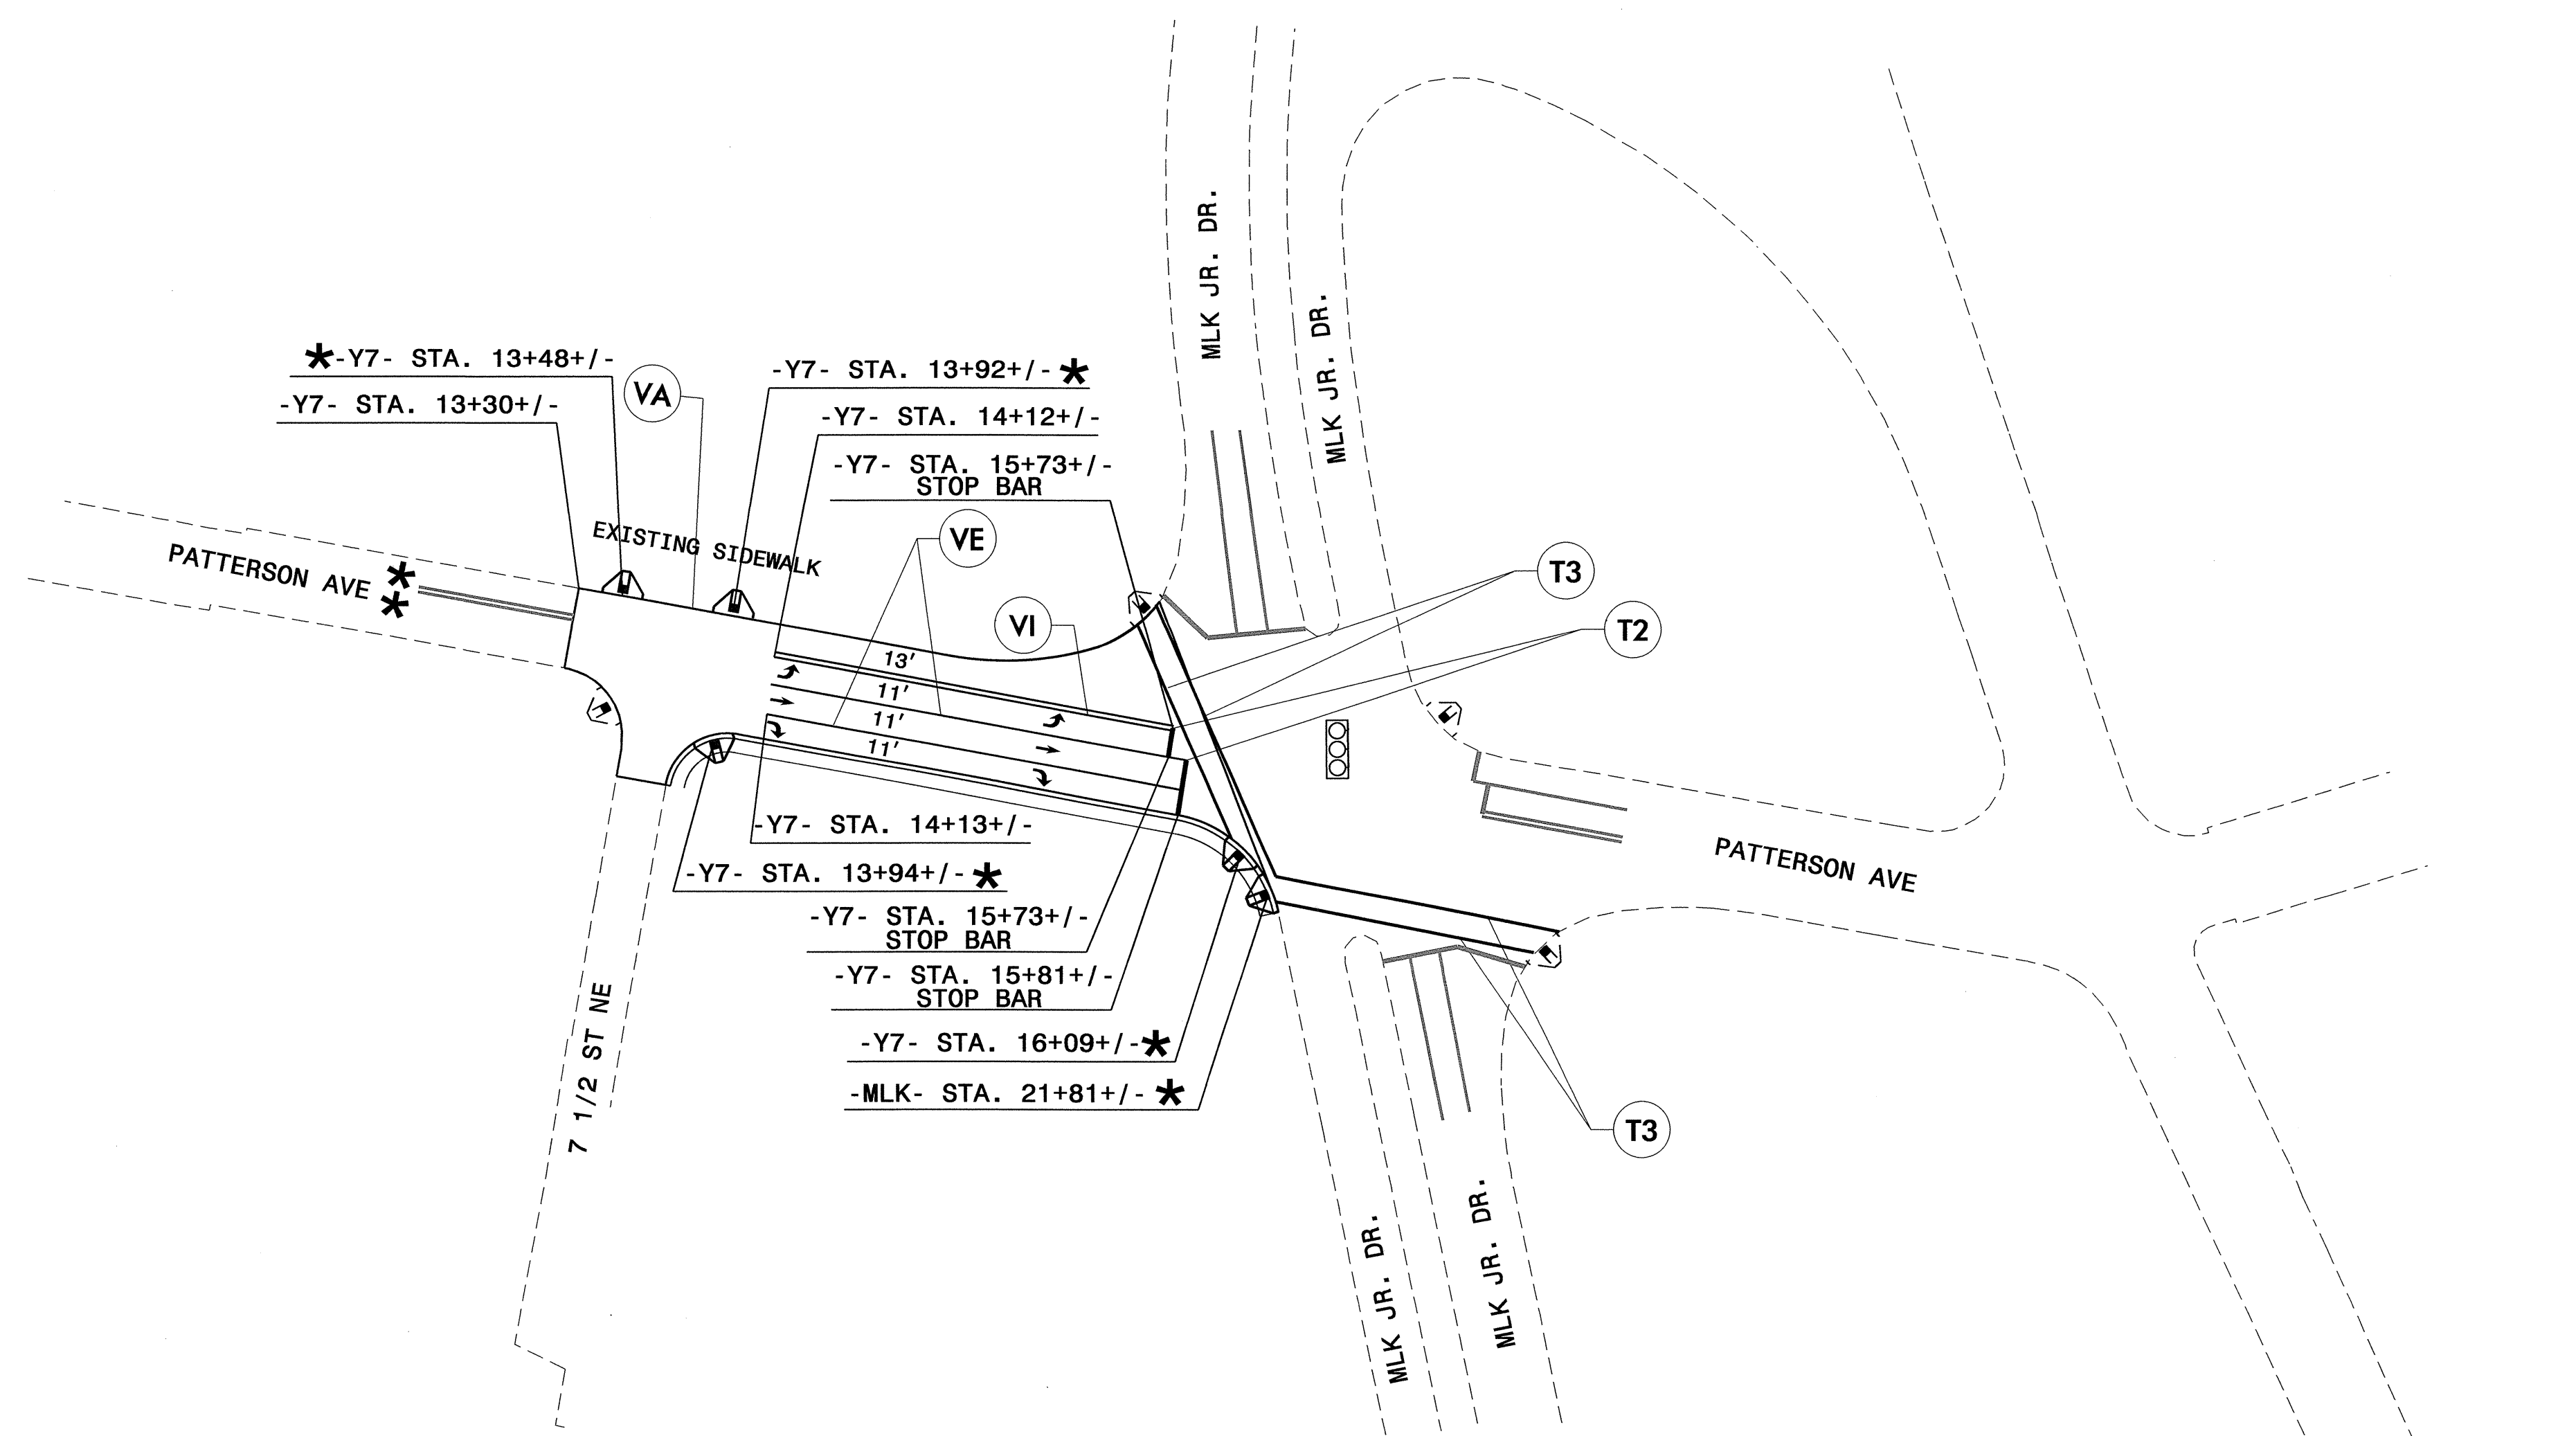 MLK JR. DR.
MLK JR. DR.
*-Y7- STA. 13+48+/-
-Y7- STA. 13+30+/-
VA
-Y7- STA. 13+92+/- *
-Y7- STA. 14+12+/-
-Y7- STA. 15+73+/-
STOP BAR
EXISTING SIDEWALK
VE
T3
PATTERSON AVE *
*
VI
T2
13'
11'
11'
11'
-Y7- STA. 14+13+/-
-Y7- STA. 13+94+/- *
PATTERSON AVE
-Y7- STA. 15+73+/-
STOP BAR
-Y7- STA. 15+81+/-
STOP BAR
-Y7- STA. 16+09+/-*
-MLK- STA. 21+81+/- *
7 1/2 ST NE
T3
MLK JR. DR.
MLK JR. DR.